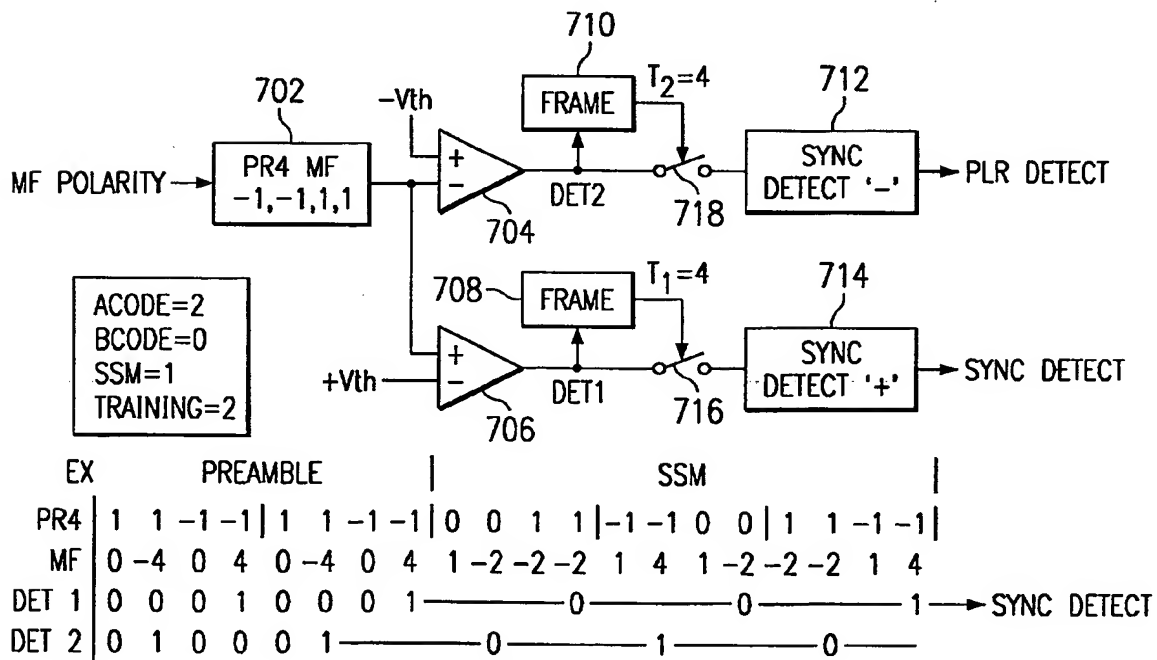 710
702
-Vth
FRAME
T2=4
712
MF POLARITY
PR4 MF
-1,-1,1,1
+
-
704
DET2
718
SYNC
DETECT '-'
PLR DETECT
ACODE=2
BCODE=0
SSM=1
TRAINING=2
708
FRAME
T1=4
714
+Vth
+
-
706
DET1
716
SYNC
DETECT '+'
SYNC DETECT
EX PREAMBLE | SSM |
PR4 | 1 1 -1 -1 | 1 1 -1 -1 | 0 0 1 1 | -1 -1 0 0 | 1 1 -1 -1 |
MF 0 -4 0 4 0 -4 0 4 1 -2 -2 -2 1 4 1 -2 -2 -2 1 4
DET 1 0 0 0 1 0 0 0 1 0 0 1 SYNC DETECT
DET 2 0 1 0 0 0 1 0 1 0